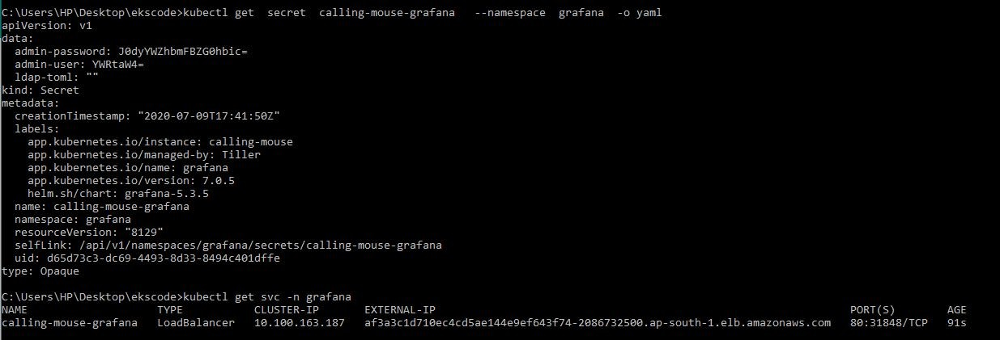 C:\Users\HP\Desktop\ekscode>kubectl get  secret  calling-mouse-grafana   --namespace  grafana  -o yaml
apiVersion: v1
data:
  admin-password: J0dyYWZhbmFBZG0hbic=
  admin-user: YWRtaW4=
  ldap-toml: ""
kind: Secret
metadata:
  creationTimestamp: "2020-07-09T17:41:50Z"
  labels:
    app.kubernetes.io/instance: calling-mouse
    app.kubernetes.io/managed-by: Tiller
    app.kubernetes.io/name: grafana
    app.kubernetes.io/version: 7.0.5
    helm.sh/chart: grafana-5.3.5
  name: calling-mouse-grafana
  namespace: grafana
  resourceVersion: "8129"
  selfLink: /api/v1/namespaces/grafana/secrets/calling-mouse-grafana
  uid: d65d73c3-dc69-4493-8d33-8494c401dffe
type: Opaque
C:\Users\HP\Desktop\ekscode>kubectl get svc -n grafana
NAME                    TYPE           CLUSTER-IP       EXTERNAL-IP                                                                PORT(S)        AGE
calling-mouse-grafana   LoadBalancer   10.100.163.187   af3a3c1d710ec4cd5ae144e9ef643f74-2086732500.ap-south-1.elb.amazonaws.com   80:31848/TCP   91s